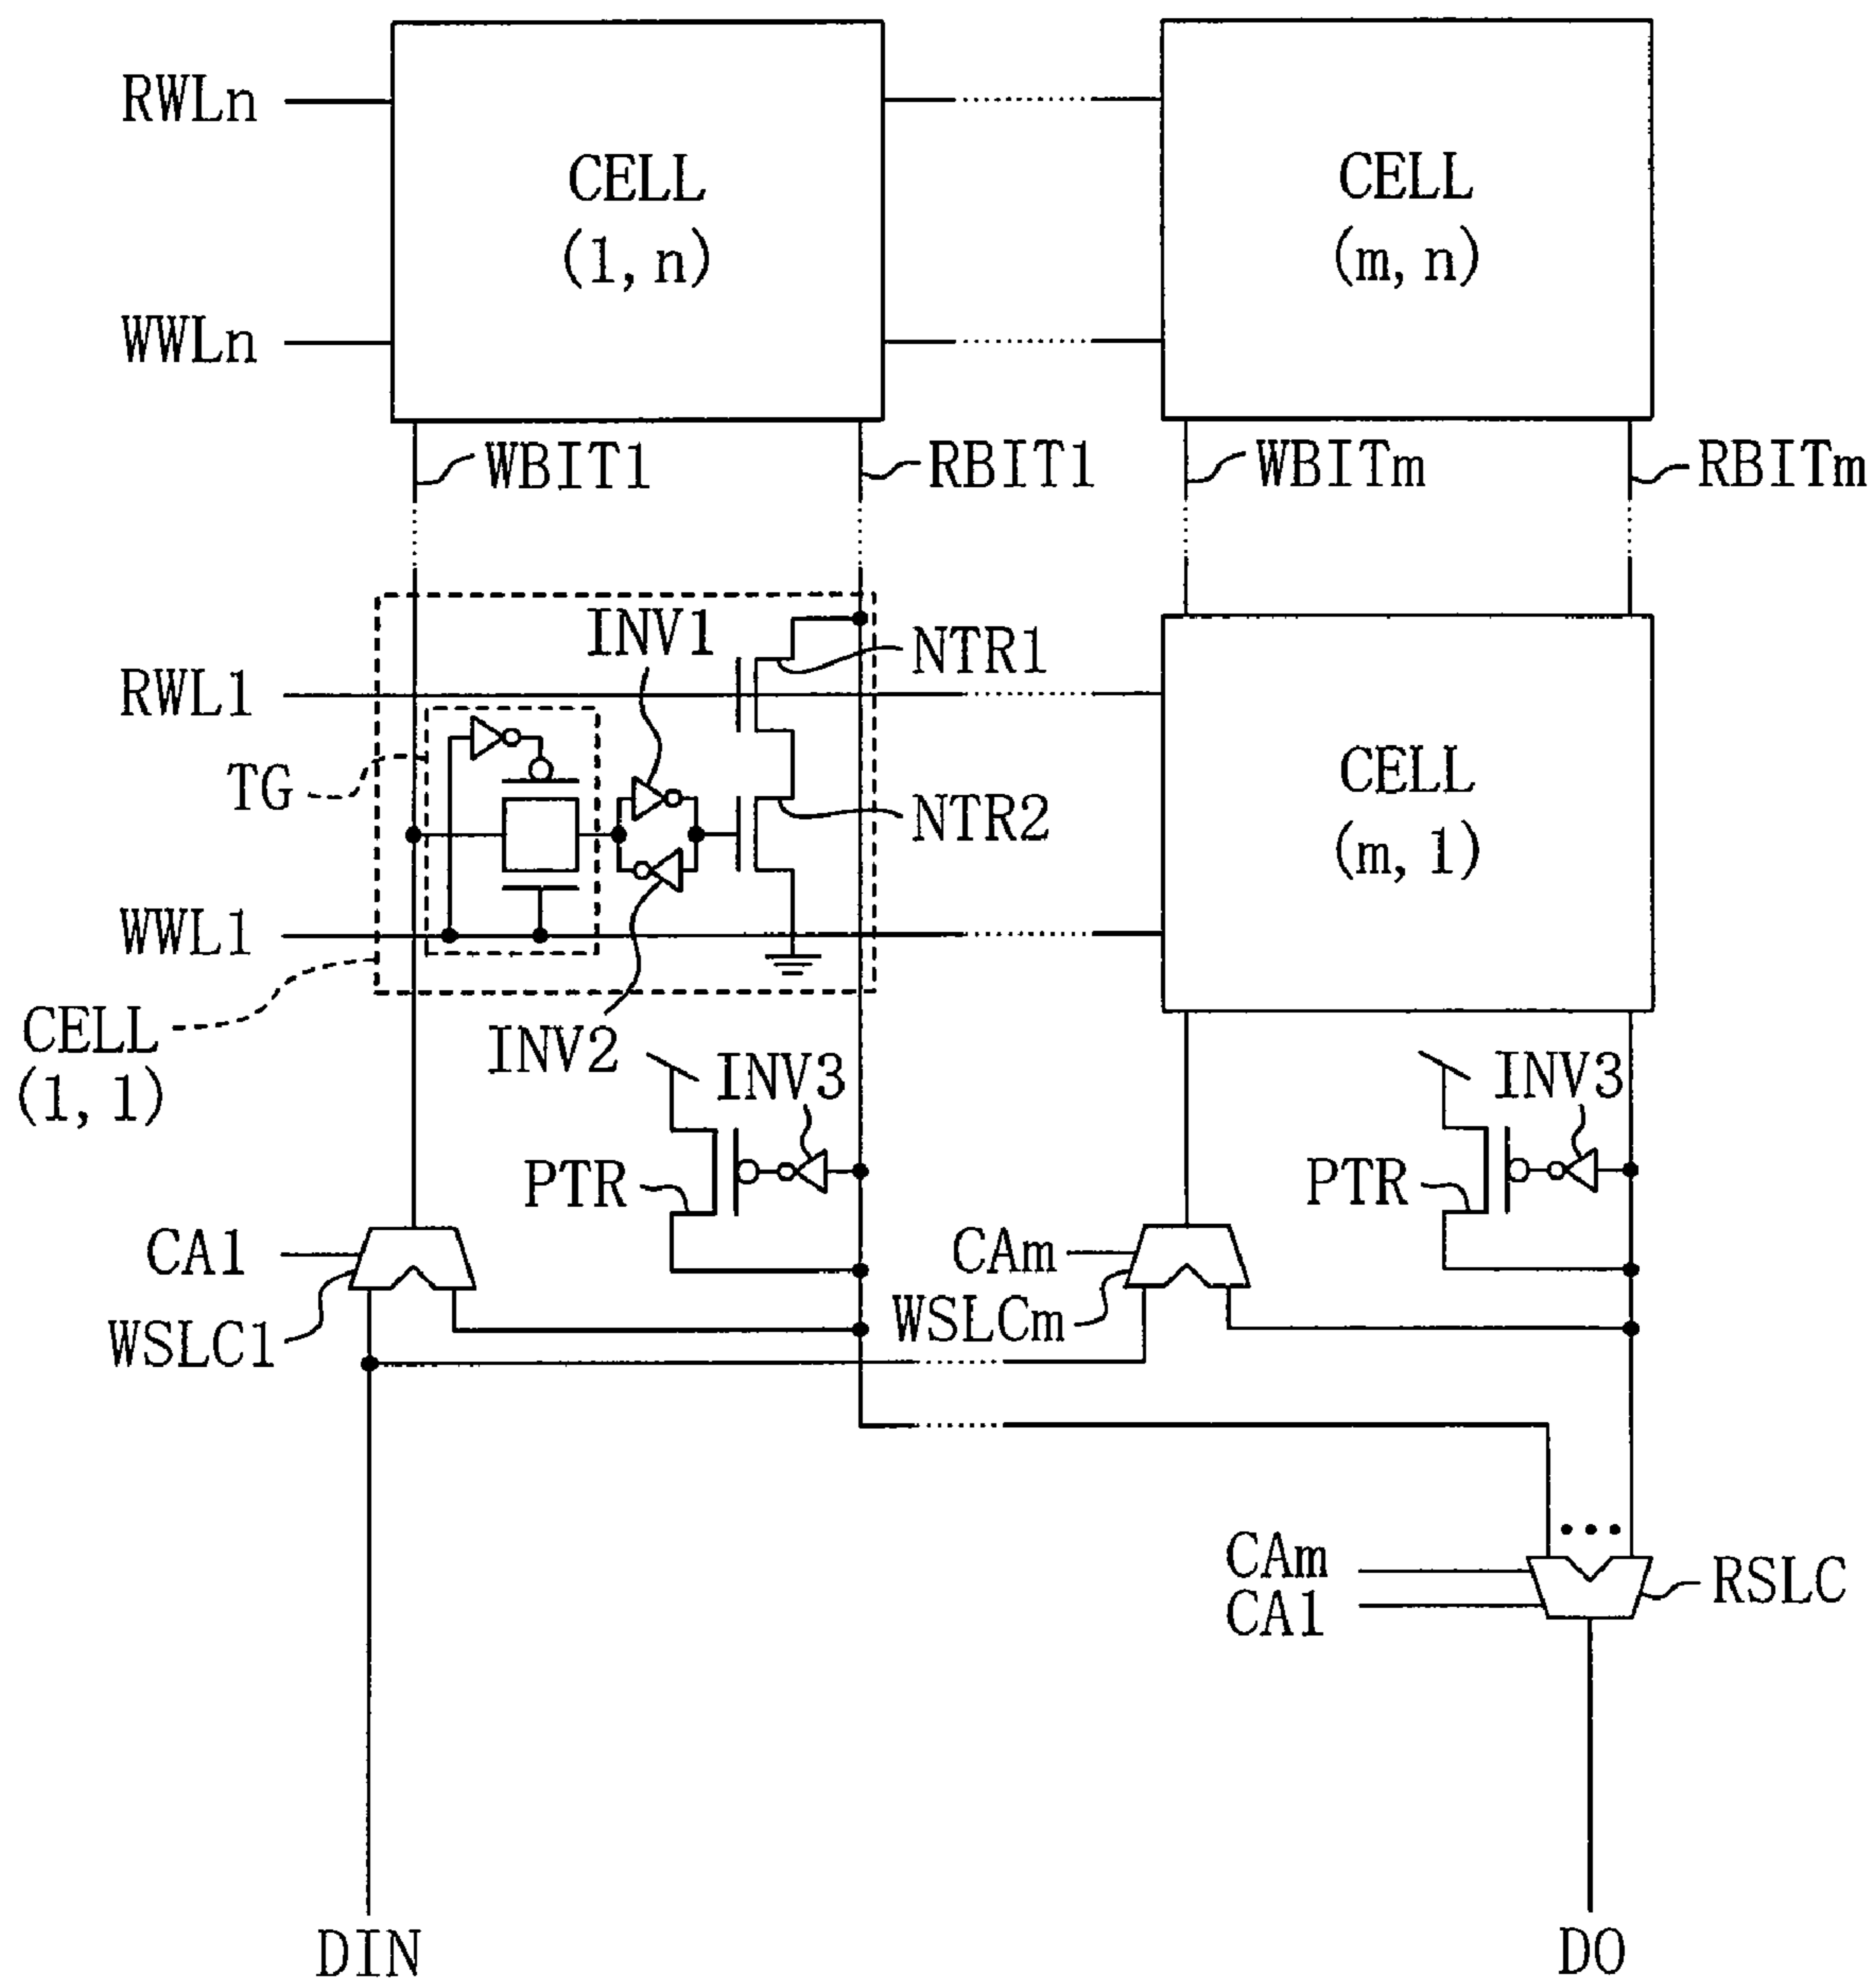 RWLn
CELL
(1,n)
CELL
(m,n)
WWLn
WBIT1
RBIT1
WBITm
RBITm
INV1
NTR1
RWL1
TG
CELL
(m,1)
NTR2
WWL1
CELL
(1,1)
INV2
INV3
INV3
PTR
PTR
CA1
CAm
WSLC1
WSLCm
CAm
CA1
RSLC
DIN
DO